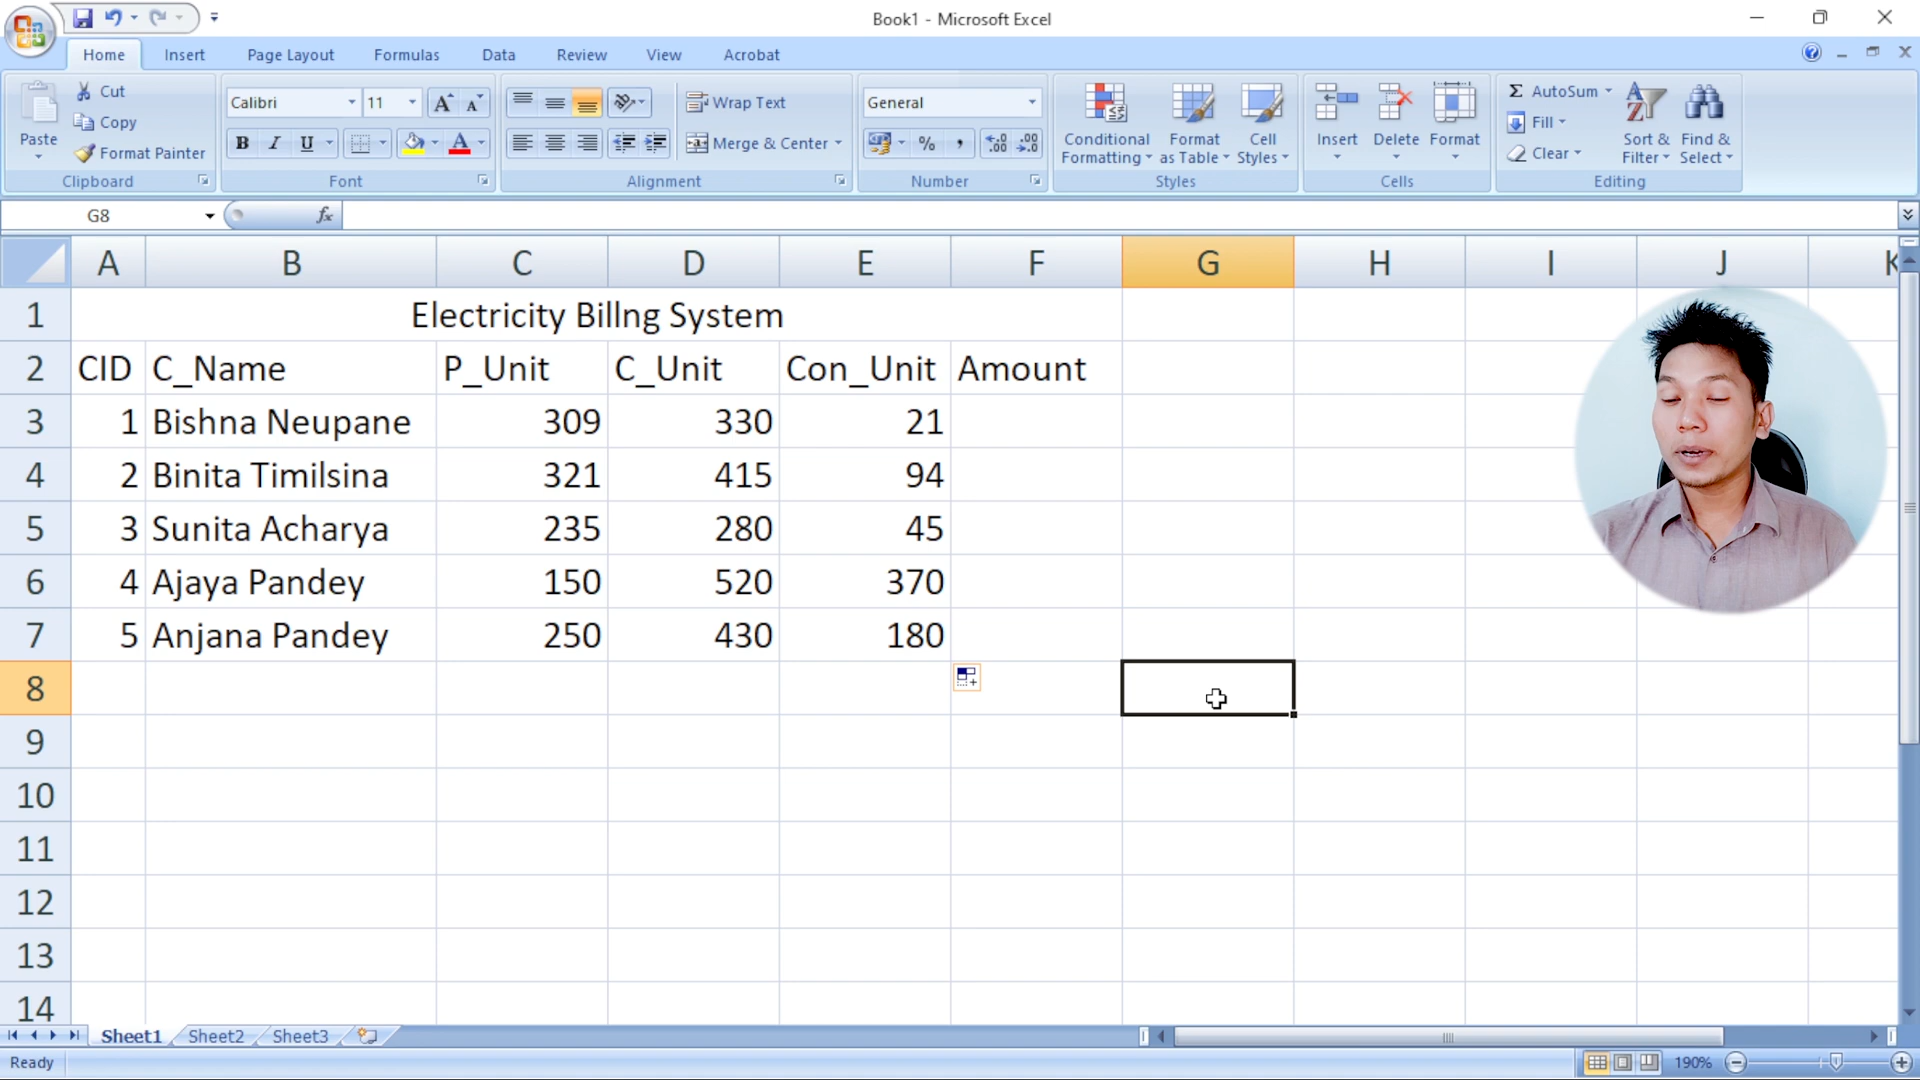 Book1 - Microsoft Excel
Home Insert Page Layout Formulas Data Review View Acrobat
Paste
Cut
Copy
Format Painter
Clipboard
Calibri 11
B I U
Font
Wrap Text
Merge & Center
Alignment
General
Number
Conditional Formatting
Format as Table
Cell Styles
Styles
Insert Delete Format
Cells
Σ AutoSum
Fill
Clear
Sort & Filter
Find & Select
Editing
G8 fx
A B C D E F G H I J K
1 Electricity Billng System
2 CID C_Name P_Unit C_Unit Con_Unit Amount
3 1 Bishna Neupane 309 330 21
4 2 Binita Timilsina 321 415 94
5 3 Sunita Acharya 235 280 45
6 4 Ajaya Pandey 150 520 370
7 5 Anjana Pandey 250 430 180
8
9
10
11
12
13
14
Sheet1 Sheet2 Sheet3
Ready 190%